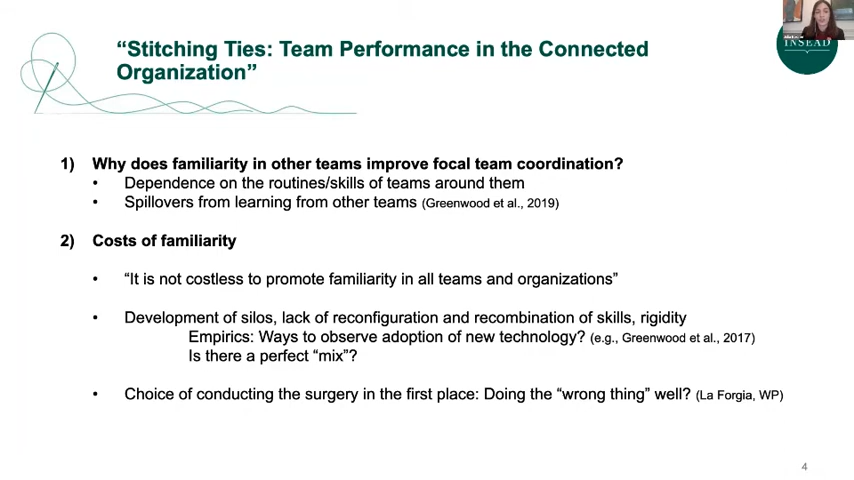 “Stitching Ties: Team Performance in the Connected
Organization”
INSEAD
1) Why does familiarity in other teams improve focal team coordination?
• Dependence on the routines/skills of teams around them
• Spillovers from learning from other teams (Greenwood et al., 2019)
2) Costs of familiarity
• “It is not costless to promote familiarity in all teams and organizations”
• Development of silos, lack of reconfiguration and recombination of skills, rigidity
Empirics: Ways to observe adoption of new technology? (e.g., Greenwood et al., 2017)
Is there a perfect “mix”?
• Choice of conducting the surgery in the first place: Doing the “wrong thing” well? (La Forgia, WP)
4